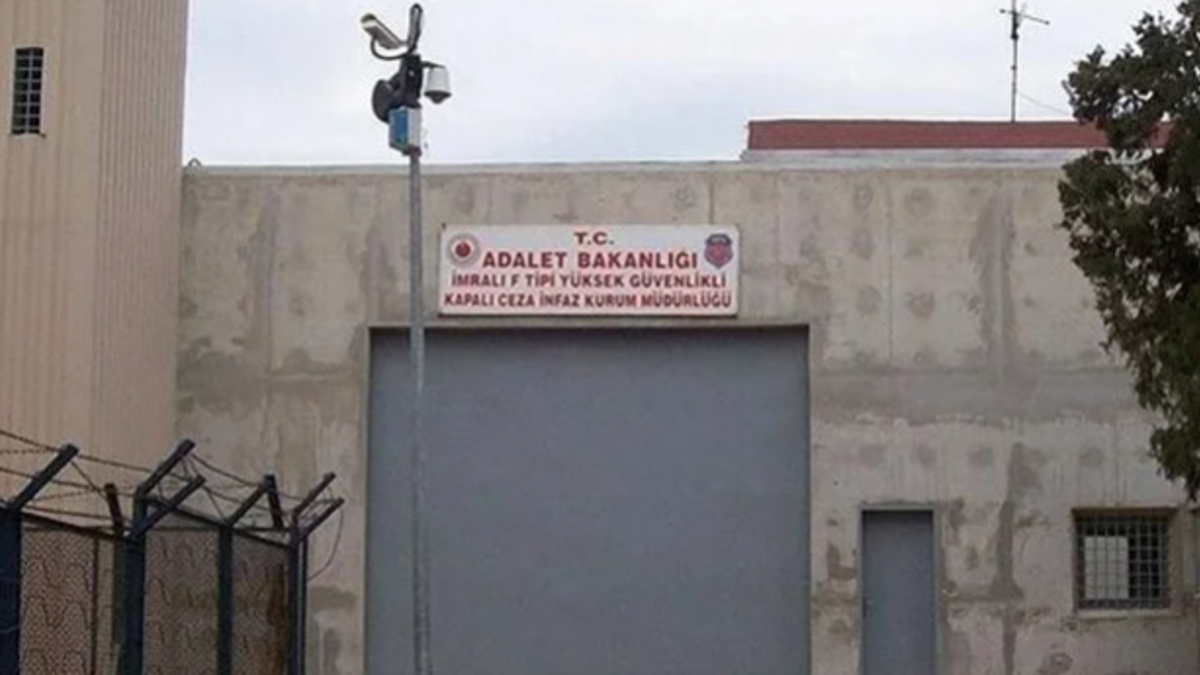 T.C.
ADALET BAKANLIĞI
İMRALI F TİPİ YÜKSEK GÜVENLİKLİ
KAPALI CEZA İNFAZ KURUM MÜDÜRLÜĞÜ